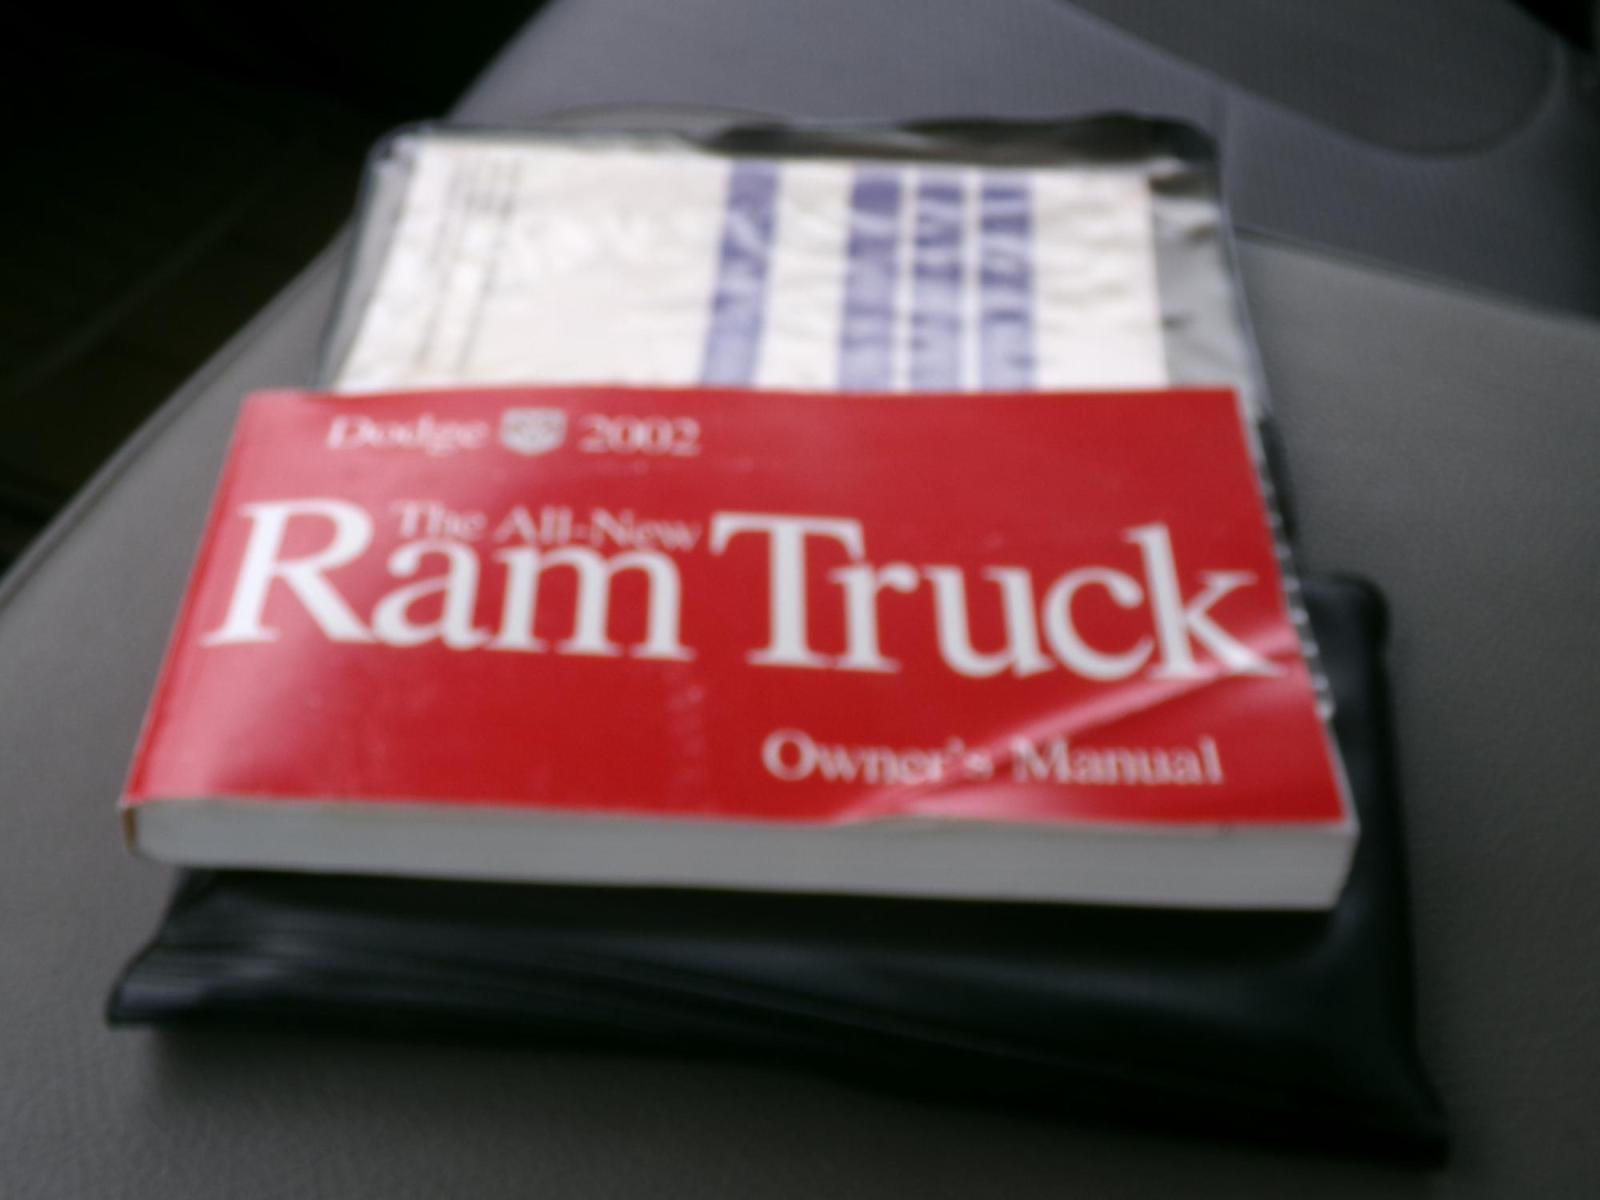 Dodge 2002
The All-New
Ram Truck
Owner's Manual